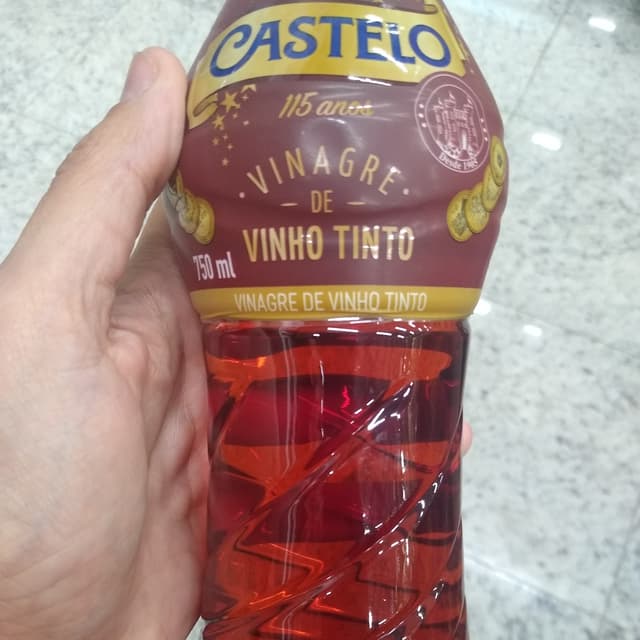 CASTELO
115 anos
VINAGRE
DE
VINHO TINTO
750 ml
VINAGRE DE VINHO TINTO